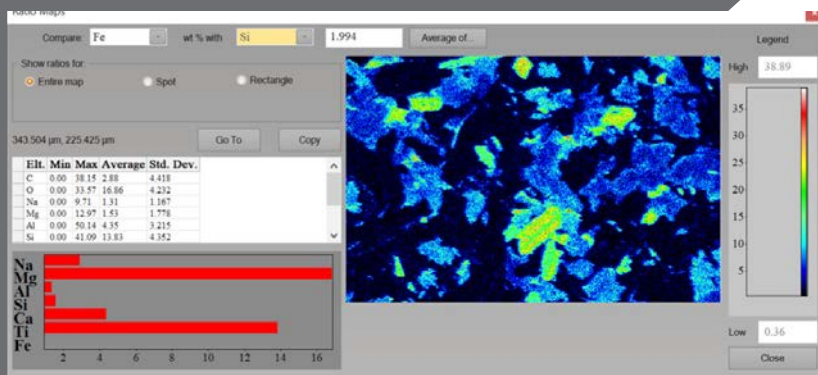 Ratio Maps
Compare Fe wt % with Si 1.994 Average of...
Legend
Show ratios for:
Entire map Spot Rectangle
High 38.89
343.504 µm, 225.425 µm Go To Copy
Elt. Min Max Average Std. Dev.
C 0.00 38.15 2.88 4.418
O 0.00 33.57 16.86 4.232
Na 0.00 9.71 1.31 1.167
Mg 0.00 12.97 1.53 1.778
Al 0.00 50.14 4.35 3.215
Si 0.00 41.09 13.83 4.352
35
30
25
20
15
10
5
Na
Mg
Al
Si
Ca
Ti
Fe
2 4 6 8 10 12 14 16
Low 0.36
Close